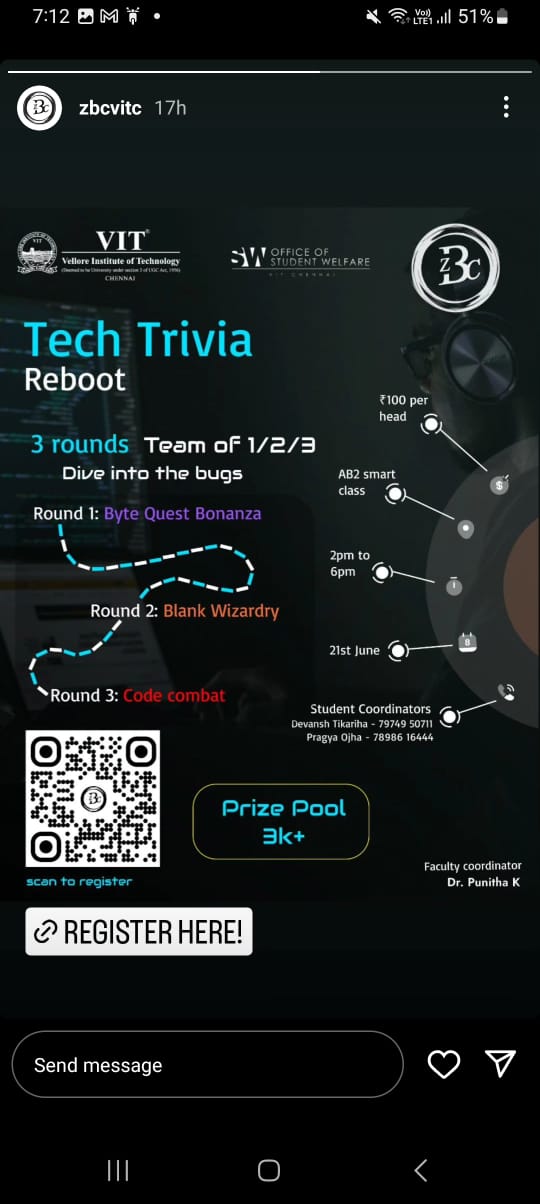 7:12
Vo))
LTE1
51%
zbcvitc 17h
VIT
Vellore Institute of Technology
(Deemed to be University under section 3 of UGC Act, 1956)
CHENNAI
SW OFFICE OF
STUDENT WELFARE
VIT CHENNAI
ZBC
Tech Trivia
Reboot
₹100 per
head
3 rounds Team of 1/2/3
Dive into the bugs
AB2 smart
class
Round 1: Byte Quest Bonanza
2pm to
6pm
Round 2: Blank Wizardry
21st June
8
Round 3: Code combat
Student Coordinators
Devansh Tikariha - 79749 50711
Pragya Ojha - 78986 16444
Prize Pool
3k+
scan to register
Faculty coordinator
Dr. Punitha K
REGISTER HERE!
Send message